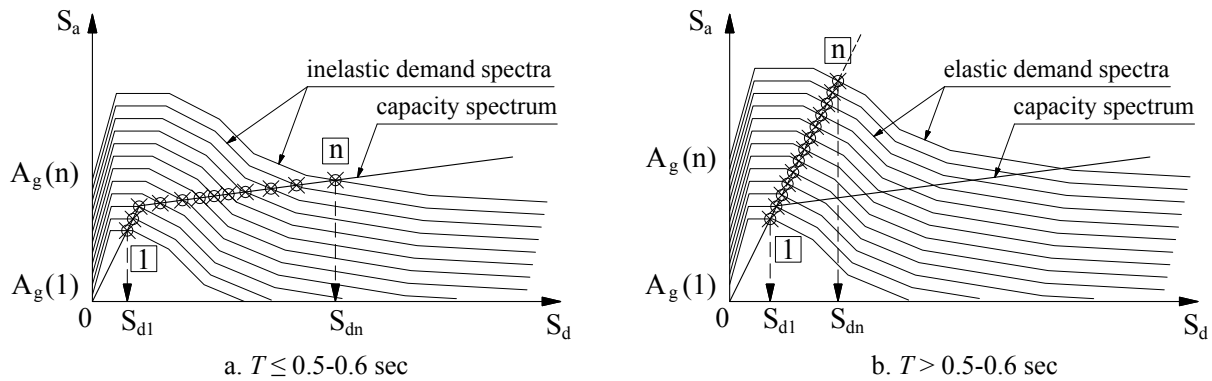 Sa
inelastic demand spectra
capacity spectrum
n
Ag(n)
1
Ag(1)
0
Sd1
Sdn
Sd
a. T ≤ 0.5-0.6 sec
Sa
n
elastic demand spectra
capacity spectrum
Ag(n)
1
Ag(1)
0
Sd1
Sdn
Sd
b. T > 0.5-0.6 sec